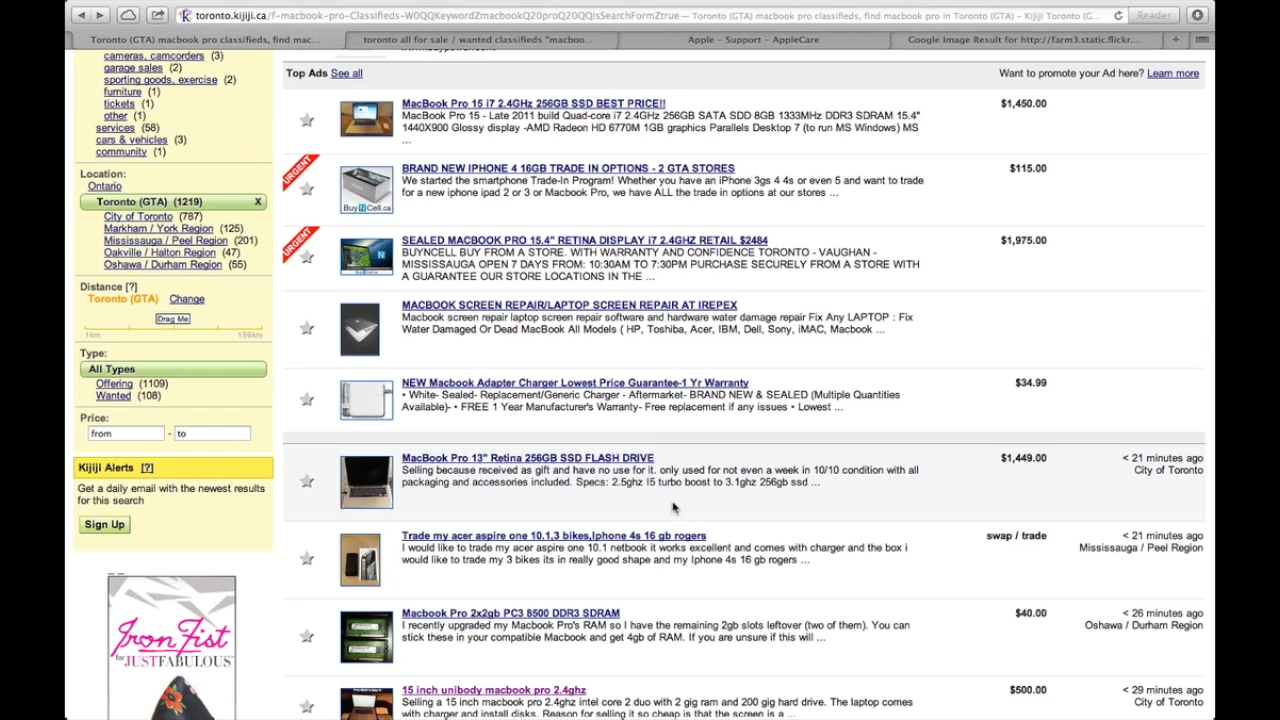 toronto.kijiji.ca/f-macbook-pro-Classifieds-W0QQKeywordZmacbookQ20proQ20QQisSearchFormZtrue — Toronto (GTA) macbook pro classifieds, find macbook pro in Toronto (GTA) – Kijiji Toronto (G...
Reader
Toronto (GTA) macbook pro classifieds, find mac...
toronto all for sale / wanted classifieds "macboo...
Apple – Support – AppleCare
Google Image Result for http://farm3.static.flickr....
cameras, camcorders (3)
garage sales (2)
sporting goods, exercise (2)
furniture (1)
tickets (1)
other (1)
services (58)
cars & vehicles (3)
community (1)
Location:
Ontario
Toronto (GTA) (1219) X
City of Toronto (787)
Markham / York Region (125)
Mississauga / Peel Region (201)
Oakville / Halton Region (47)
Oshawa / Durham Region (55)
Distance [?]
Toronto (GTA) Change
Drag Me
1km 159km
Type:
All Types
Offering (1109)
Wanted (108)
Price:
from - to
Kijiji Alerts [?]
Get a daily email with the newest results
for this search
Sign Up
Iron Fist
for JUSTFABULOUS
Top Ads See all
Want to promote your Ad here? Learn more
MacBook Pro 15 i7 2.4GHz 256GB SSD BEST PRICE!!
$1,450.00
MacBook Pro 15 - Late 2011 build Quad-core i7 2.4GHz 256GB SATA SDD 8GB 1333MHz DDR3 SDRAM 15.4"
1440X900 Glossy display -AMD Radeon HD 6770M 1GB graphics Parallels Desktop 7 (to run MS Windows) MS
...
URGENT
BRAND NEW IPHONE 4 16GB TRADE IN OPTIONS - 2 GTA STORES
$115.00
We started the smartphone Trade-In Program! Whether you have an iPhone 3gs 4 4s or even 5 and want to trade
for a new iphone ipad 2 or 3 or Macbook Pro, we have ALL the trade in options at our stores ...
Buy N Cell.ca
URGENT
SEALED MACBOOK PRO 15.4" RETINA DISPLAY i7 2.4GHZ RETAIL $2484
$1,975.00
BUYNCELL BUY FROM A STORE. WITH WARRANTY AND CONFIDENCE TORONTO - VAUGHAN -
MISSISSAUGA OPEN 7 DAYS FROM: 10:30AM TO 7:30PM PURCHASE SECURELY FROM A STORE WITH
A GUARANTEE OUR STORE LOCATIONS IN THE ...
MACBOOK SCREEN REPAIR/LAPTOP SCREEN REPAIR AT IREPEX
Macbook screen repair laptop screen repair software and hardware water damage repair Fix Any LAPTOP : Fix
Water Damaged Or Dead MacBook All Models ( HP, Toshiba, Acer, IBM, Dell, Sony, iMAC, Macbook ...
NEW Macbook Adapter Charger Lowest Price Guarantee-1 Yr Warranty
$34.99
• White- Sealed- Replacement/Generic Charger - Aftermarket- BRAND NEW & SEALED (Multiple Quantities
Available)- • FREE 1 Year Manufacturer's Warranty- Free replacement if any issues • Lowest ...
MacBook Pro 13" Retina 256GB SSD FLASH DRIVE
$1,449.00
< 21 minutes ago
Selling because received as gift and have no use for it. only used for not even a week in 10/10 condition with all
City of Toronto
packaging and accessories included. Specs: 2.5ghz I5 turbo boost to 3.1ghz 256gb ssd ...
Trade my acer aspire one 10.1,3 bikes,Iphone 4s 16 gb rogers
swap / trade
< 21 minutes ago
I would like to trade my acer aspire one 10.1 netbook it works excellent and comes with charger and the box i
Mississauga / Peel Region
would like to trade my 3 bikes its in really good shape and my Iphone 4s 16 gb rogers ...
Macbook Pro 2x2gb PC3 8500 DDR3 SDRAM
$40.00
< 26 minutes ago
I recently upgraded my Macbook Pro's RAM so I have the remaining 2gb slots leftover (two of them). You can
Oshawa / Durham Region
stick these in your compatible Macbook and get 4gb of RAM. If you are unsure if this will ...
15 inch unibody macbook pro 2.4ghz
$500.00
< 29 minutes ago
Selling a 15 inch macbook pro 2.4ghz intel core 2 duo with 2 gig ram and 200 gig hard drive. The laptop comes
City of Toronto
with charger and install disks. Reason for selling it so cheap is that the screen is a ...